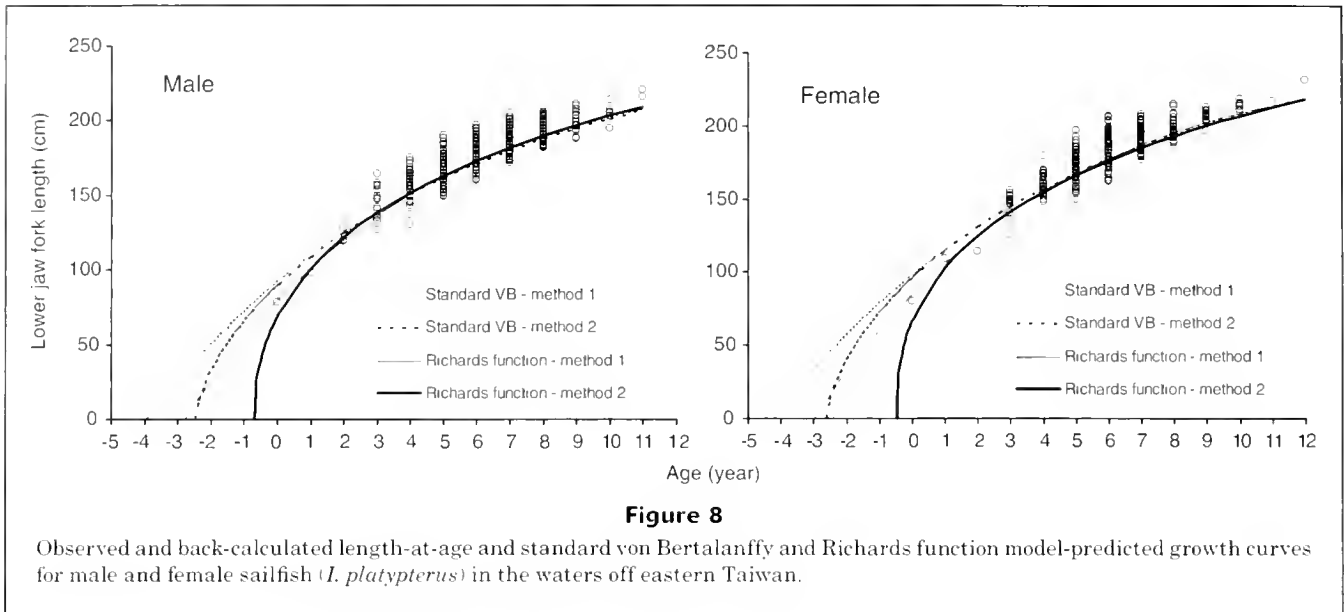 250
200
150
100
50
0
Lower jaw fork length (cm)
Male
Standard VB - method 1
Standard VB - method 2
Richards function - method 1
Richards function - method 2
-5 -4 -3 -2 -1 0 1 2 3 4 5 6 7 8 9 10 11 12
250
200
150
100
50
0
Female
Standard VB - method 1
Standard VB - method 2
Richards function - method 1
Richards function - method 2
-5 -4 -3 -2 -1 0 1 2 3 4 5 6 7 8 9 10 11 12
Age (year)
Figure 8
Observed and back-calculated length-at-age and standard von Bertalanffy and Richards function model-predicted growth curves
for male and female sailfish (I. platypterus) in the waters off eastern Taiwan.